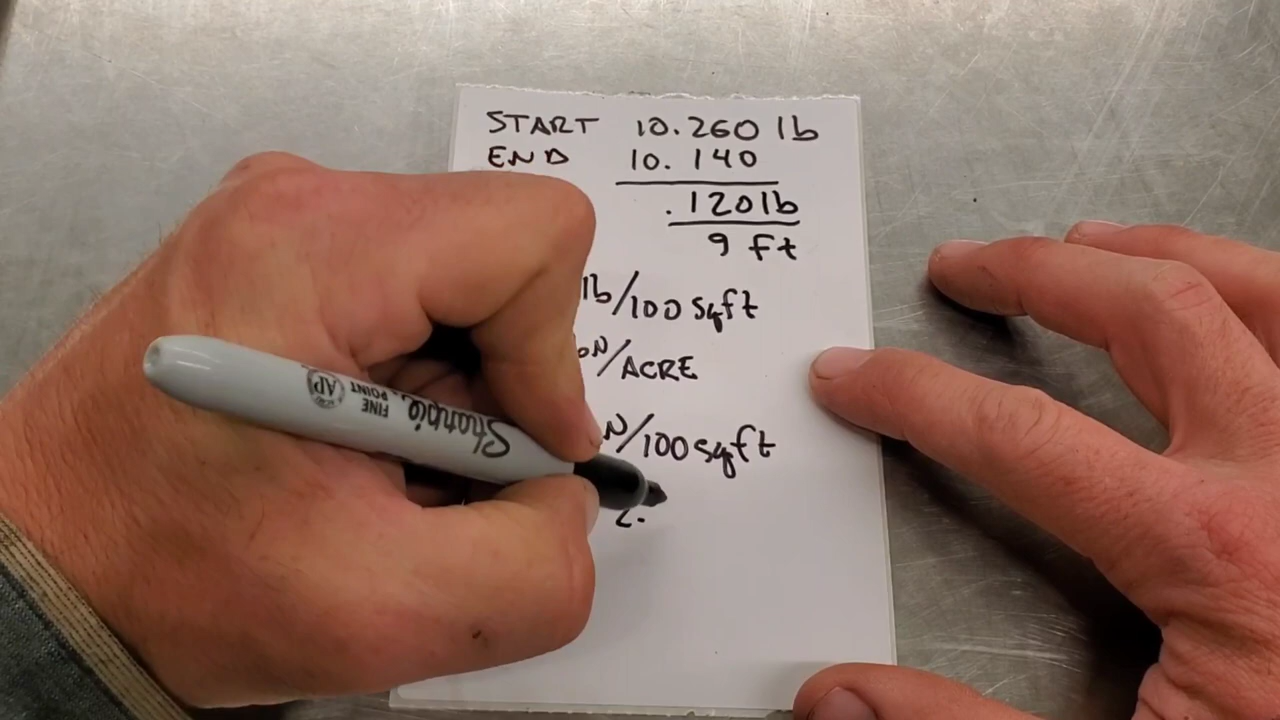 START 10.260 lb
END 10. 140
.120 lb
9 ft
lb/100 sqft
N/ACRE
N/100 sqft
2.
Sharpie
FINE
POINT
AP